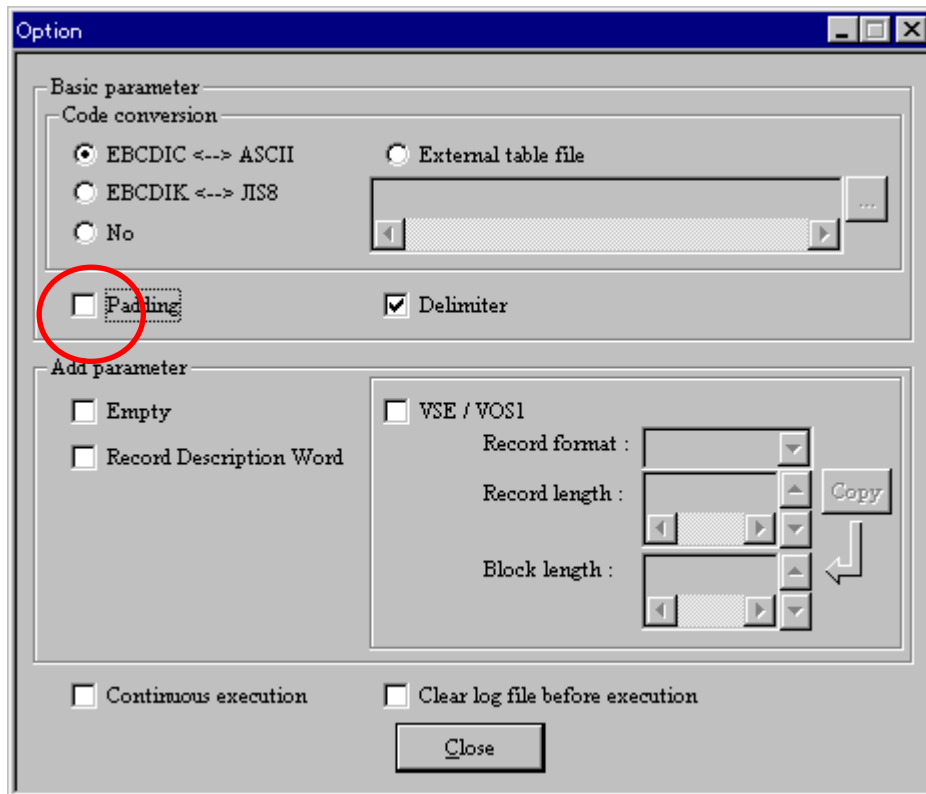 Option
Basic parameter
Code conversion
EBCDIC <--> ASCII
External table file
EBCDIK <--> JIS8
...
No
Padding
Delimiter
Add parameter
Empty
VSE / VOS1
Record Description Word
Record format :
Record length :
Copy
Block length :
Continuous execution
Clear log file before execution
Close